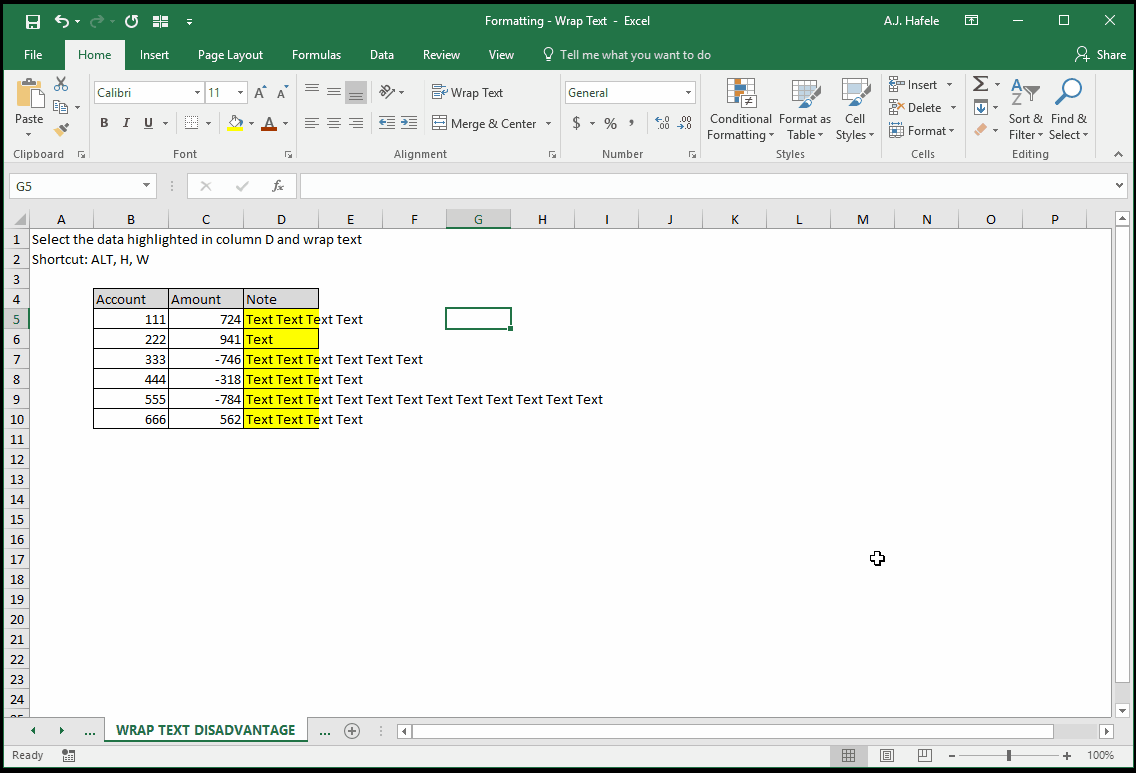 Formatting - Wrap Text - Excel
A.J. Hafele
File Home Insert Page Layout Formulas Data Review View Tell me what you want to do Share
Paste
Clipboard
Calibri 11 A A
B I U A
Font
Wrap Text
Merge & Center
Alignment
General
$ % , .0 .00 .00 .0
Number
Conditional Formatting
Format as Table
Cell Styles
Styles
Insert
Delete
Format
Cells
Σ
A Z
Sort & Filter
Find & Select
Editing
G5 fx
A B C D E F G H I J K L M N O P
1 Select the data highlighted in column D and wrap text
2 Shortcut: ALT, H, W
3
4 Account Amount Note
5 111 724 Text Text Text Text
6 222 941 Text
7 333 -746 Text Text Text Text Text Text
8 444 -318 Text Text Text Text
9 555 -784 Text Text Text Text Text Text Text Text Text Text Text Text
10 666 562 Text Text Text Text
11
12
13
14
15
16
17
18
19
20
21
22
23
24
25
... WRAP TEXT DISADVANTAGE ...
Ready 100%